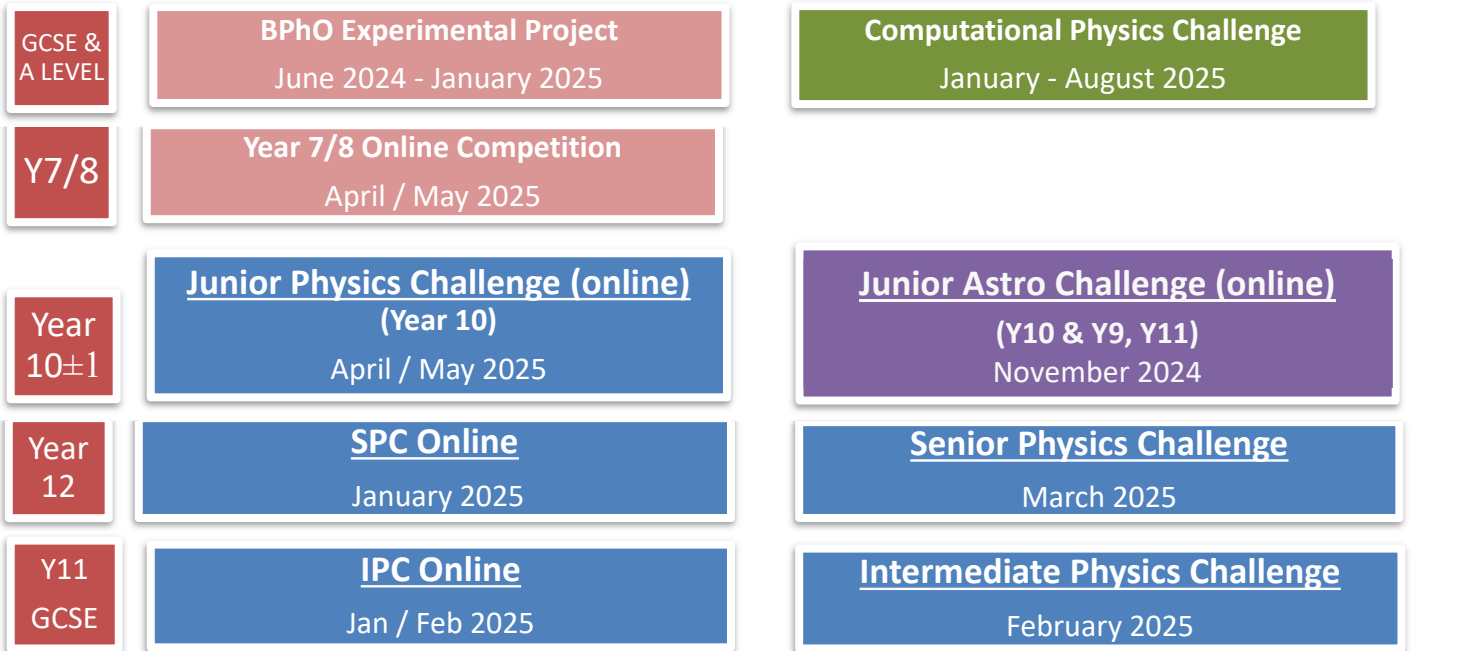 GCSE &
A LEVEL
BPhO Experimental Project
June 2024 - January 2025
Computational Physics Challenge
January - August 2025
Y7/8
Year 7/8 Online Competition
April / May 2025
Year
10±1
Junior Physics Challenge (online)
(Year 10)
April / May 2025
Junior Astro Challenge (online)
(Y10 & Y9, Y11)
November 2024
Year
12
SPC Online
January 2025
Senior Physics Challenge
March 2025
Y11
GCSE
IPC Online
Jan / Feb 2025
Intermediate Physics Challenge
February 2025